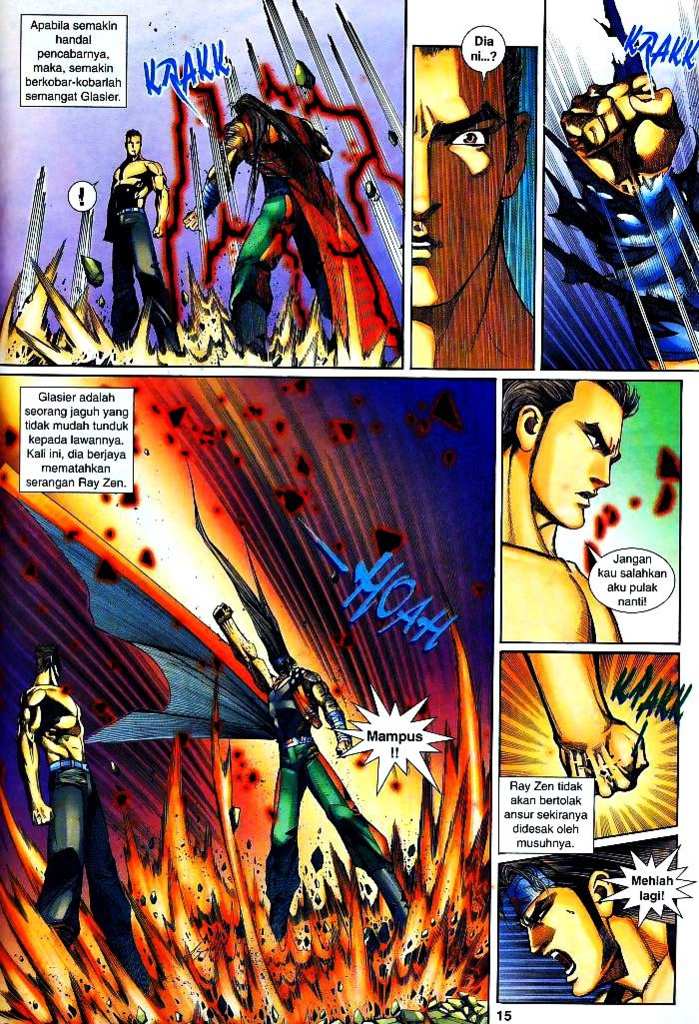 Apabila semakin
handal
pencabarnya,
maka, semakin
berkobar-kobarlah
semangat Glasier.
KRAKK
!
Dia
ni...?
KRAKK
Glasier adalah
seorang jaguh yang
tidak mudah tunduk
kepada lawannya.
Kali ini, dia berjaya
mematahkan
serangan Ray Zen.
HOAH
Mampus
!!
Jangan
kau salahkan
aku pulak
nanti!
KRAKK
Ray Zen tidak
akan bertolak
ansur sekiranya
didesak oleh
musuhnya.
Mehlah
lagi!
15